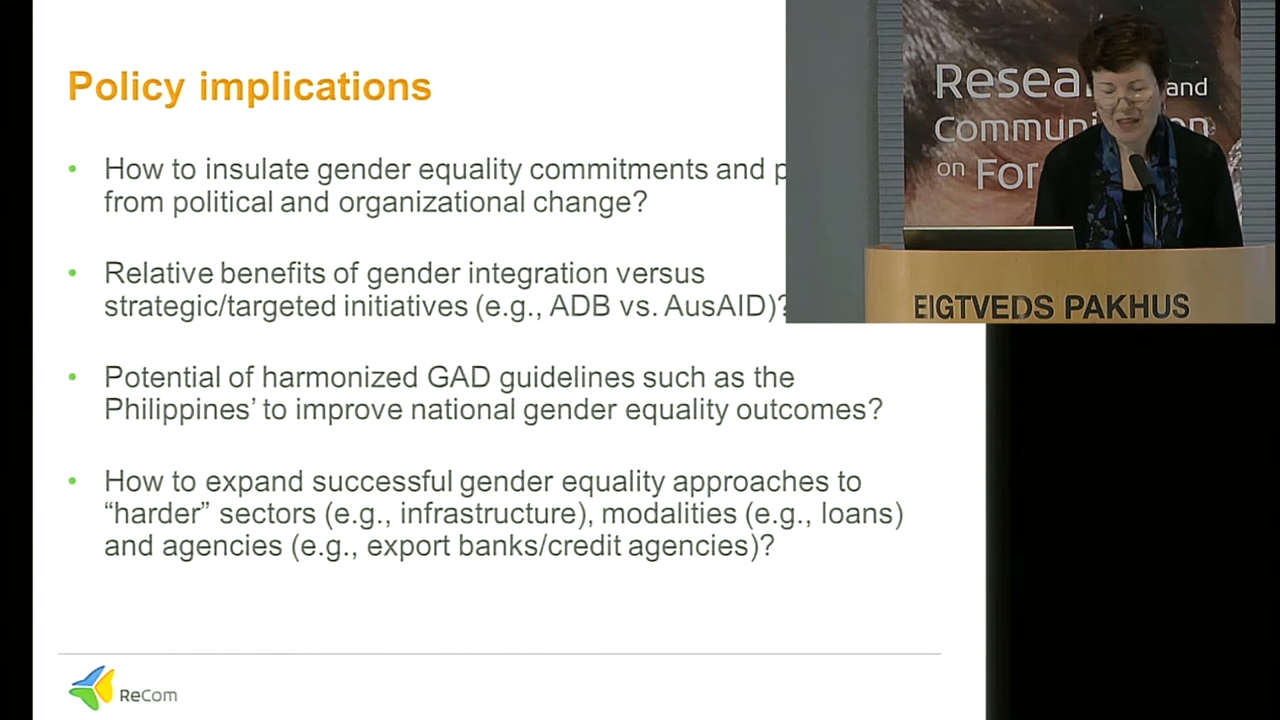 Policy implications
• How to insulate gender equality commitments and
from political and organizational change?
• Relative benefits of gender integration versus
strategic/targeted initiatives (e.g., ADB vs. AusAID)?
• Potential of harmonized GAD guidelines such as the
Philippines’ to improve national gender equality outcomes?
• How to expand successful gender equality approaches to
“harder” sectors (e.g., infrastructure), modalities (e.g., loans)
and agencies (e.g., export banks/credit agencies)?
ReCom
and
on
EIGTVEDS PAKHUS